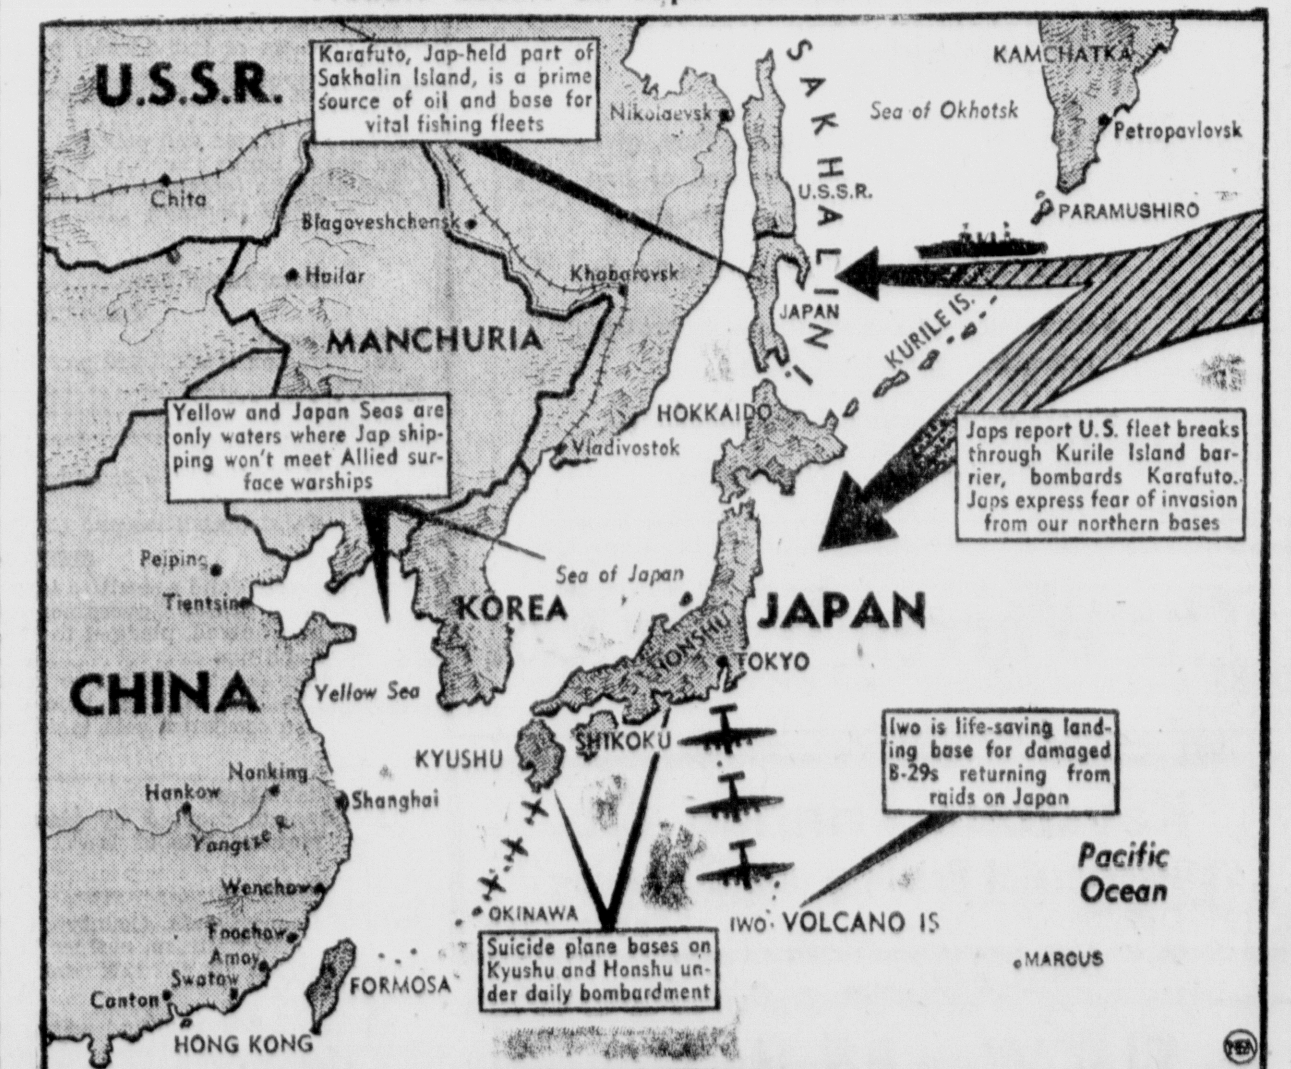 U.S.S.R.
Karafuto, Jap-held part of
Sakhalin Island, is a prime
source of oil and base for
vital fishing fleets
SAKHALIN
KAMCHATKA
Nikolaevsk
Sea of Okhotsk
Petropavlovsk
Chita
U.S.S.R.
PARAMUSHIRO
Blagoveshchensk
Hailar
Khabarovsk
JAPAN
KURILE IS.
MANCHURIA
Yellow and Japan Seas are
only waters where Jap ship-
ping won't meet Allied sur-
face warships
HOKKAIDO
Vladivostok
Japs report U.S. fleet breaks
through Kurile Island bar-
rier, bombards Karafuto.
Japs express fear of invasion
from our northern bases
Peiping
Tientsin
Sea of Japan
KOREA
JAPAN
HONSHU
TOKYO
CHINA
Yellow Sea
KYUSHU
SHIKOKU
Iwo is life-saving land-
ing base for damaged
B-29s returning from
raids on Japan
Nanking
Hankow
Shanghai
Yangtze R.
Pacific
Ocean
Wenchow
OKINAWA
IWO
VOLCANO IS
Foochow
Amoy
Suicide plane bases on
Kyushu and Honshu un-
der daily bombardment
MARCUS
Swatow
Canton
FORMOSA
HONG KONG
NEA